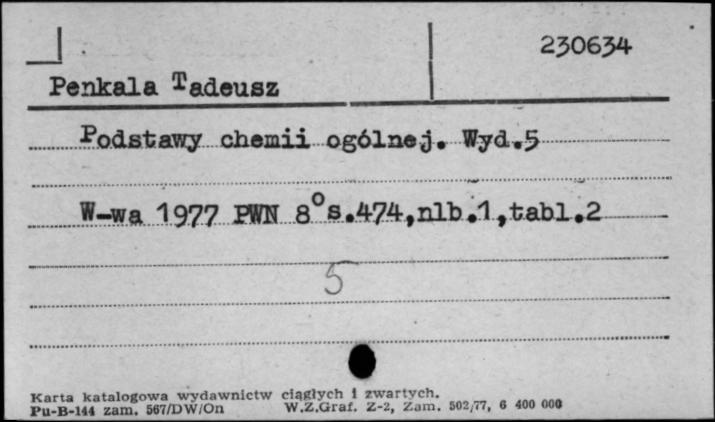 230634
Penkala Tadeusz
Podstawy chemii ogólnej. Wyd.5
W-wa 1977 PWN 8° s.474,nlb.1,tabl.2
5
Karta katalogowa wydawnictw ciągłych i zwartych.
Pu-B-144 zam. 567/DW/On W.Z.Graf. Z-2, Zam. 502/77, 6 400 000